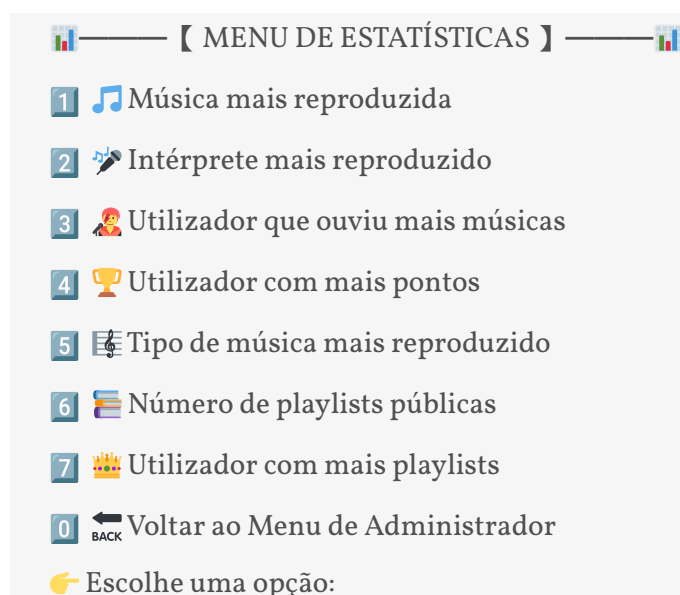 📊——— 【 MENU DE ESTATÍSTICAS 】 ———📊
1️⃣ 🎵 Música mais reproduzida
2️⃣ 🎤 Intérprete mais reproduzido
3️⃣ 🧑‍🎤 Utilizador que ouviu mais músicas
4️⃣ 🏆 Utilizador com mais pontos
5️⃣ 🎼 Tipo de música mais reproduzido
6️⃣ 📚 Número de playlists públicas
7️⃣ 👑 Utilizador com mais playlists
0️⃣ 🔙 Voltar ao Menu de Administrador
👉 Escolhe uma opção: